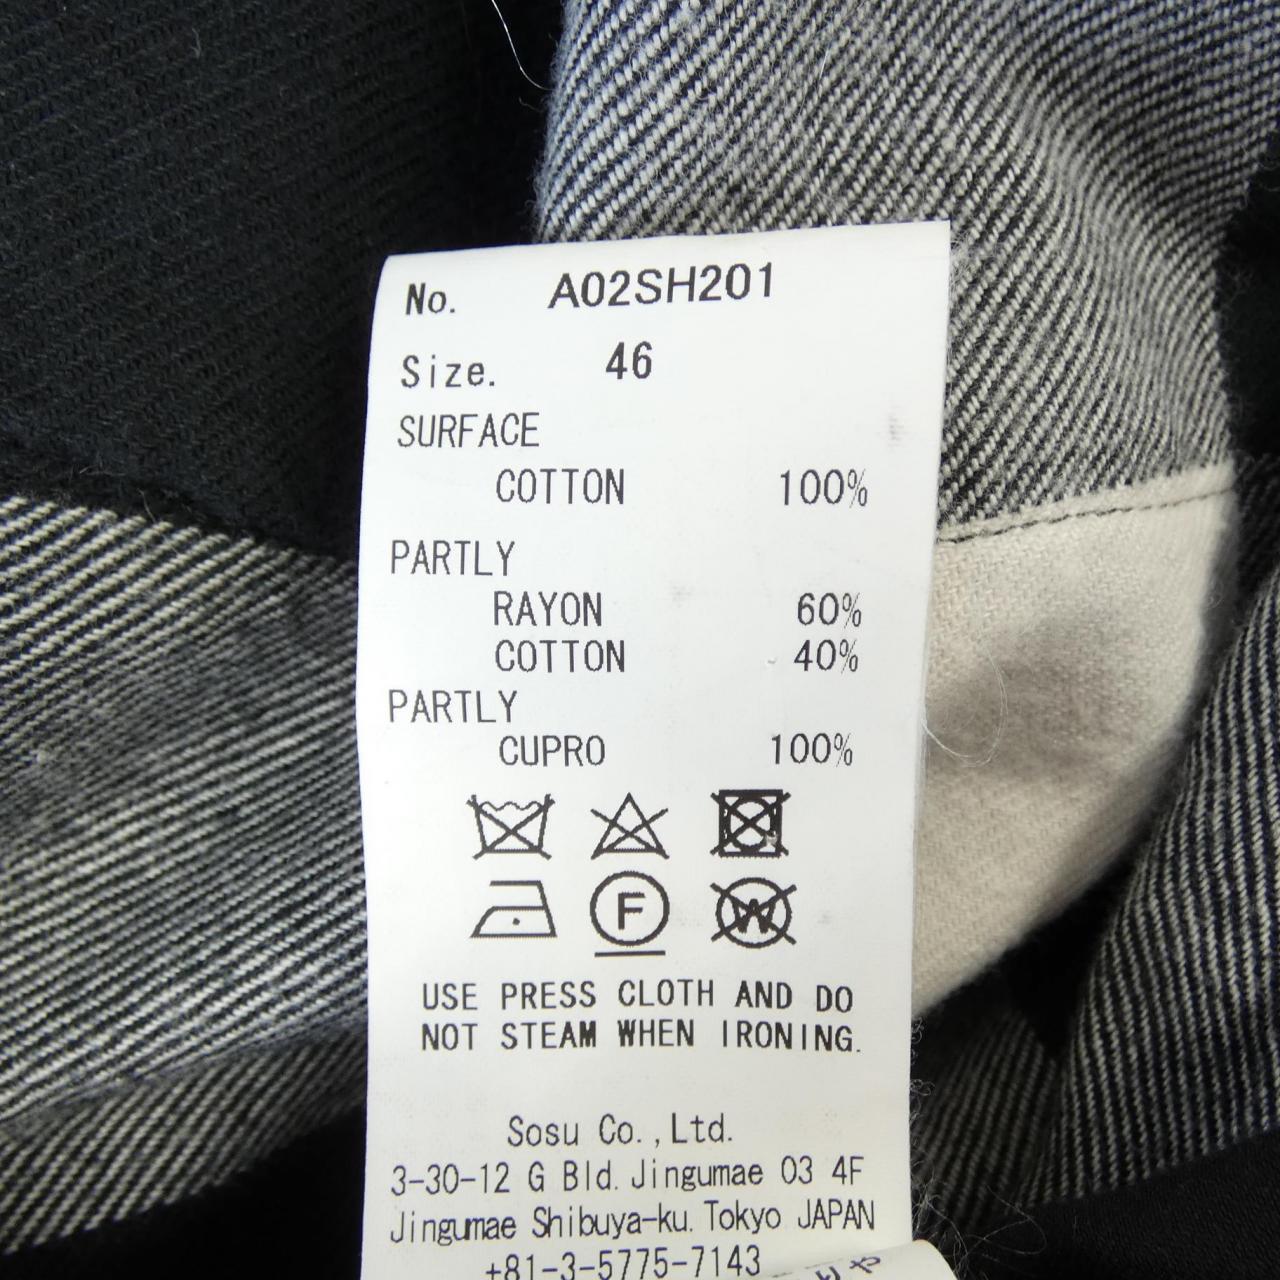 No. A02SH201
Size. 46
SURFACE
COTTON 100%
PARTLY
RAYON 60%
COTTON 40%
PARTLY
CUPRO 100%
F W
USE PRESS CLOTH AND DO
NOT STEAM WHEN IRONING.
Sosu Co.,Ltd.
3-30-12 G Bld. Jingumae 03 4F
Jingumae Shibuya-ku. Tokyo JAPAN
+81-3-5775-7143